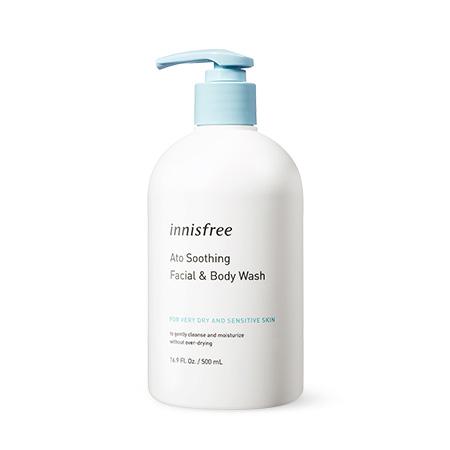 innisfree
Ato Soothing
Facial & Body Wash
FOR VERY DRY AND SENSITIVE SKIN
to gently cleanse and moisturize
without over-drying
16.9 FL Oz. / 500 mL